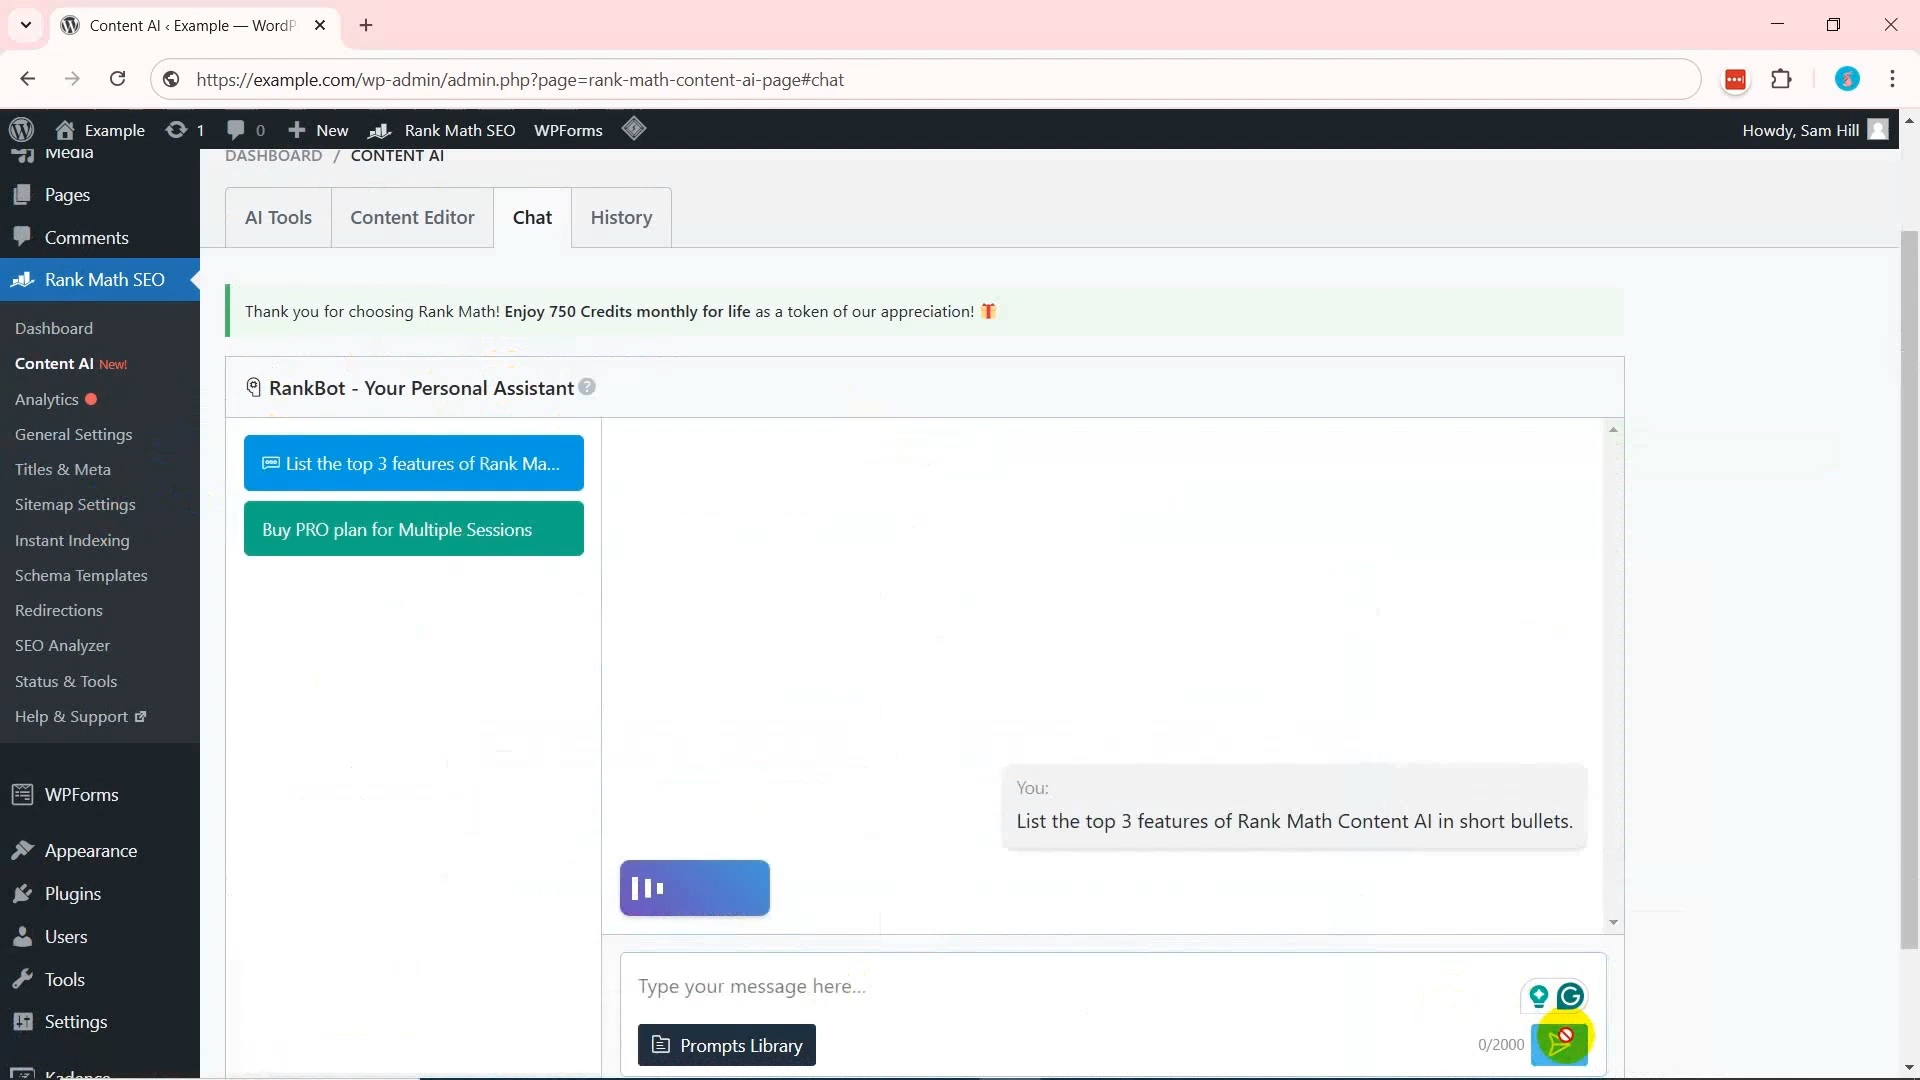 Content AI ‹ Example — WordP
https://example.com/wp-admin/admin.php?page=rank-math-content-ai-page#chat
Example 1 0 New Rank Math SEO WPForms Howdy, Sam Hill
Media
Pages
Comments
Rank Math SEO
Dashboard
Content AI New!
Analytics
General Settings
Titles & Meta
Sitemap Settings
Instant Indexing
Schema Templates
Redirections
SEO Analyzer
Status & Tools
Help & Support
WPForms
Appearance
Plugins
Users
Tools
Settings
Kadence
DASHBOARD / CONTENT AI
AI Tools Content Editor Chat History
Thank you for choosing Rank Math! Enjoy 750 Credits monthly for life as a token of our appreciation!
RankBot - Your Personal Assistant ?
List the top 3 features of Rank Ma...
Buy PRO plan for Multiple Sessions
You:
List the top 3 features of Rank Math Content AI in short bullets.
Type your message here...
Prompts Library
0/2000